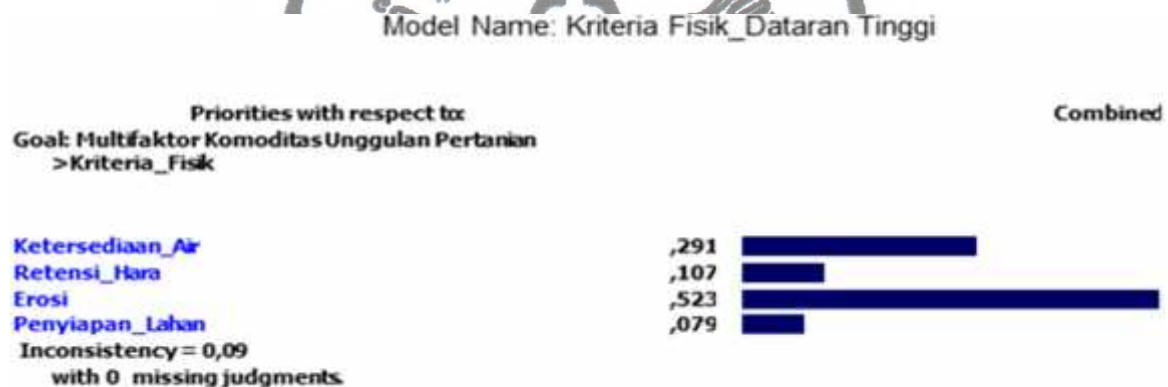 Model Name: Kriteria Fisik_Dataran Tinggi
Priorities with respect to: Combined
Goal: Multifaktor Komoditas Unggulan Pertanian
>Kriteria_Fisik
Ketersediaan_Air ,291
Retensi_Hara ,107
Erosi ,523
Penyiapan_Lahan ,079
Inconsistency = 0,09
with 0 missing judgments.